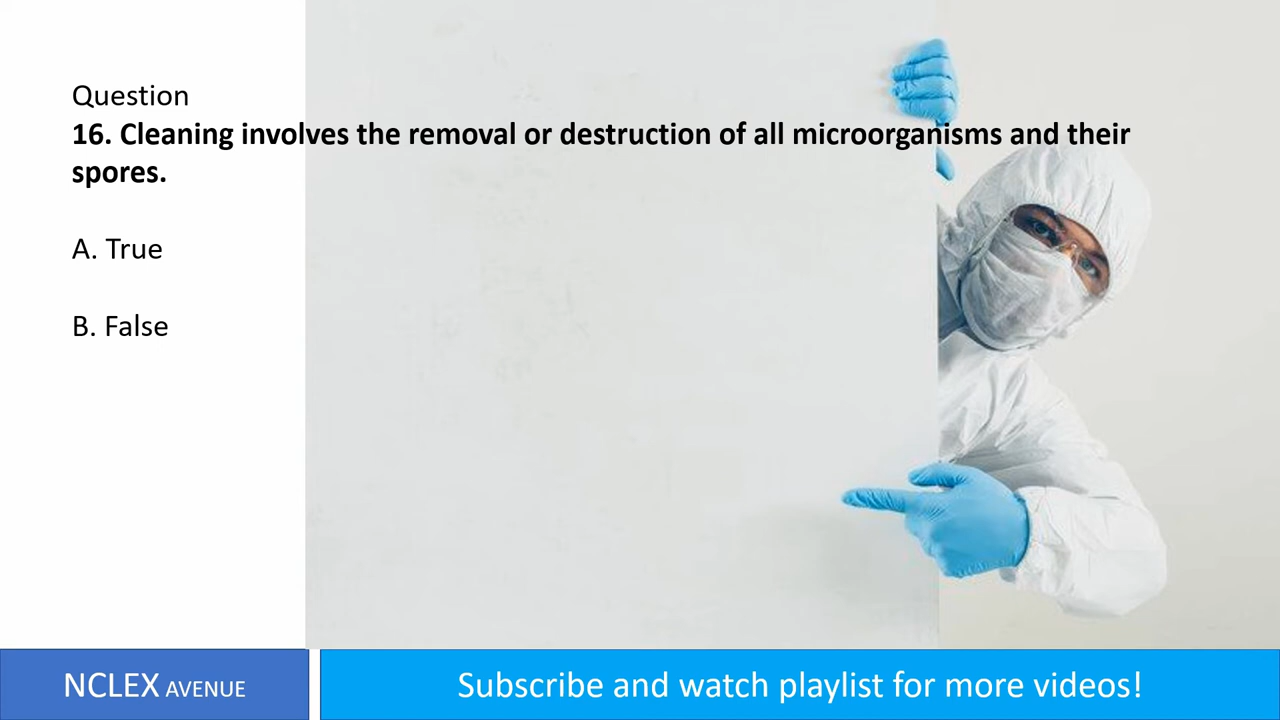 Question
16. Cleaning involves the removal or destruction of all microorganisms and their
spores.
A. True
B. False
NCLEX AVENUE
Subscribe and watch playlist for more videos!